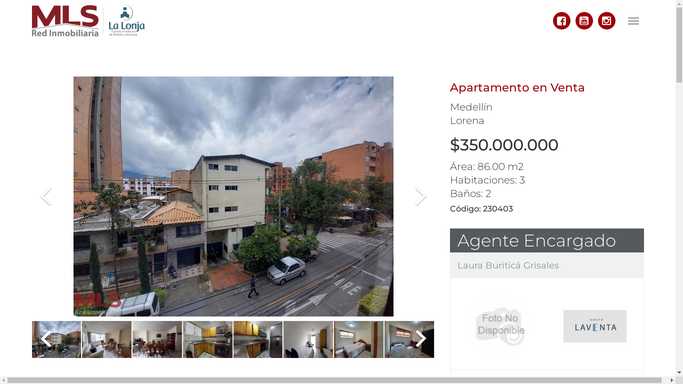 MLS
Red Inmobiliaria
La Lonja
Apartamento en Venta
Medellín
Lorena
$350.000.000
Área: 86.00 m2
Habitaciones: 3
Baños: 2
Código: 230403
Agente Encargado
Laura Buriticá Grisales
Foto No
Disponible
LAVENTA
MLS